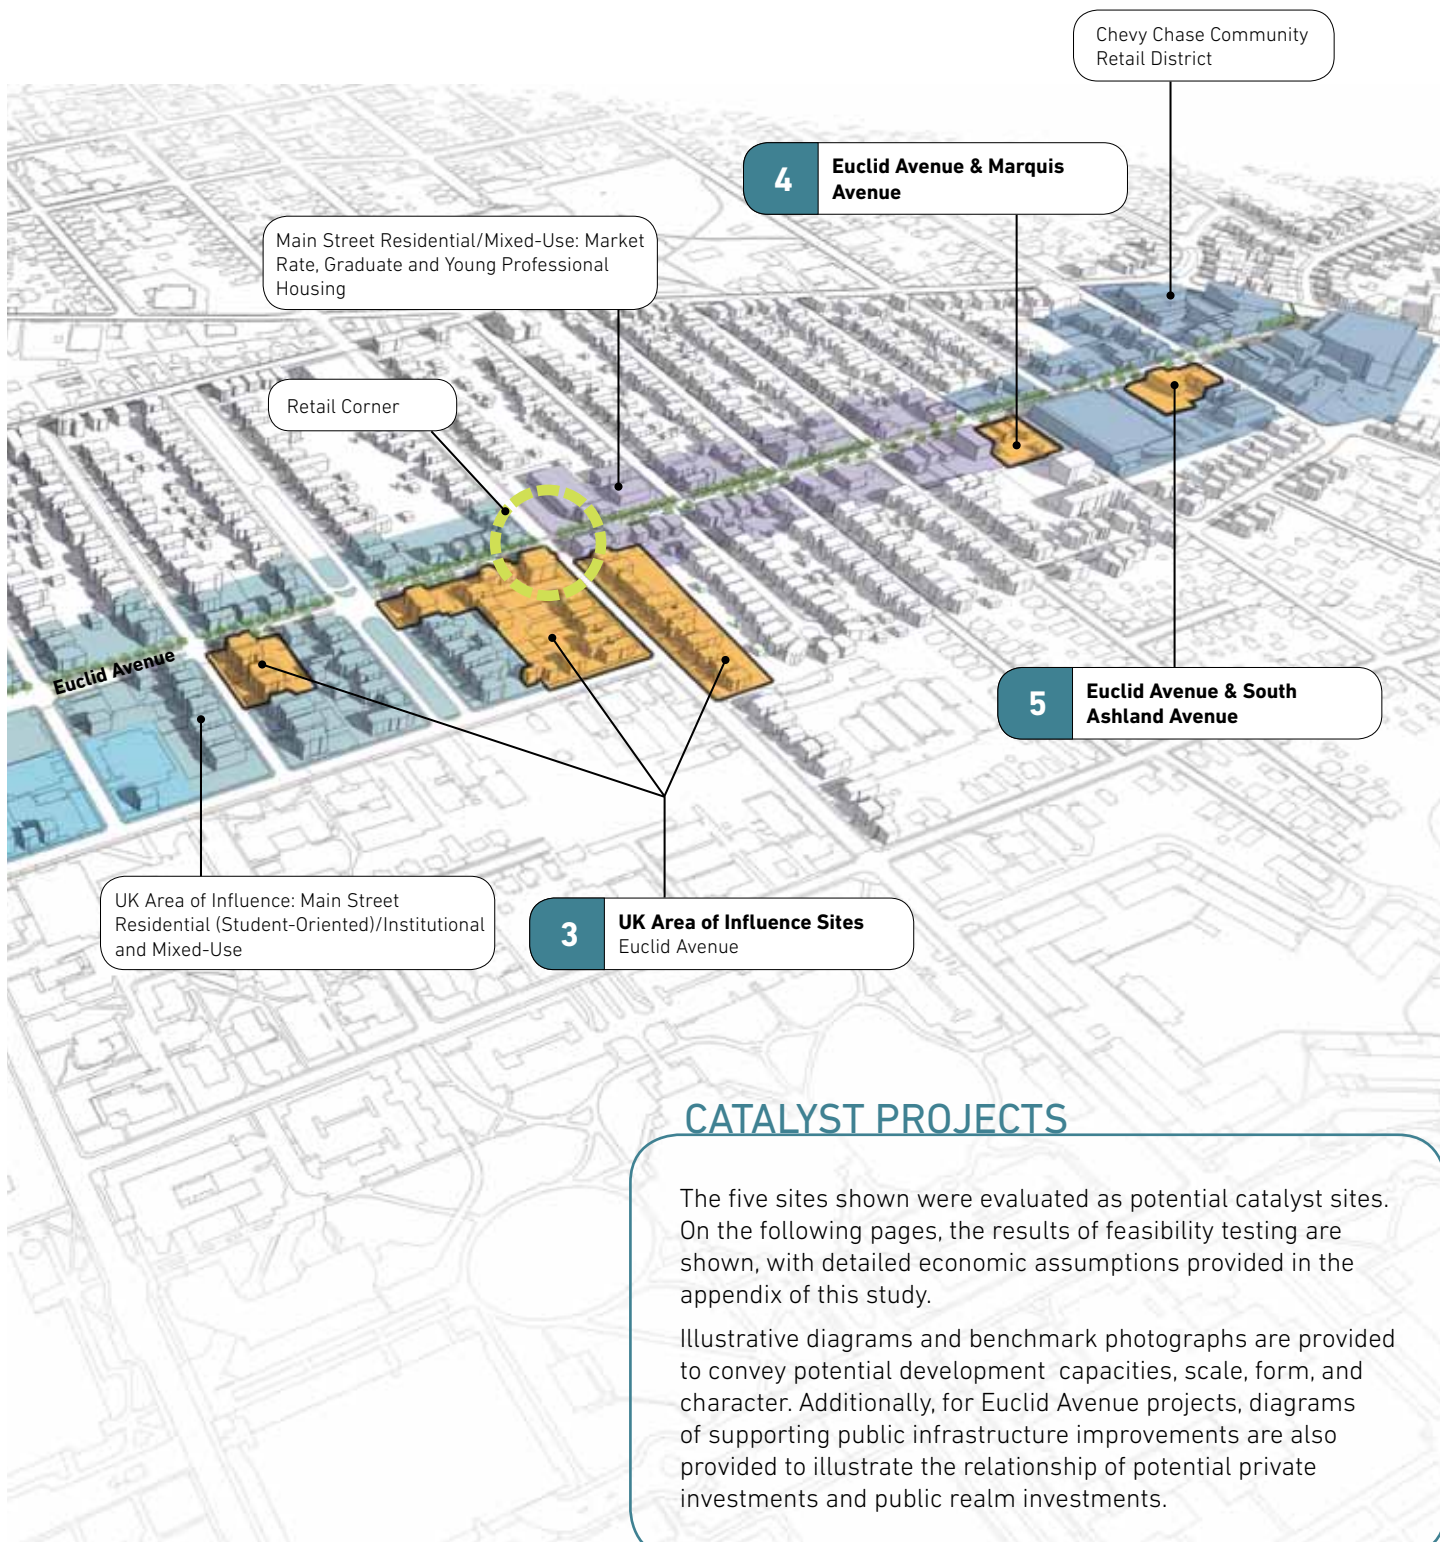 Chevy Chase Community
Retail District
4
Euclid Avenue & Marquis
Avenue
Main Street Residential/Mixed-Use: Market
Rate, Graduate and Young Professional
Housing
Retail Corner
Euclid Avenue
5
Euclid Avenue & South
Ashland Avenue
UK Area of Influence: Main Street
Residential (Student-Oriented)/Institutional
and Mixed-Use
3
UK Area of Influence Sites
Euclid Avenue
CATALYST PROJECTS
The five sites shown were evaluated as potential catalyst sites.
On the following pages, the results of feasibility testing are
shown, with detailed economic assumptions provided in the
appendix of this study.
Illustrative diagrams and benchmark photographs are provided
to convey potential development  capacities, scale, form, and
character. Additionally, for Euclid Avenue projects, diagrams
of supporting public infrastructure improvements are also
provided to illustrate the relationship of potential private
investments and public realm investments.